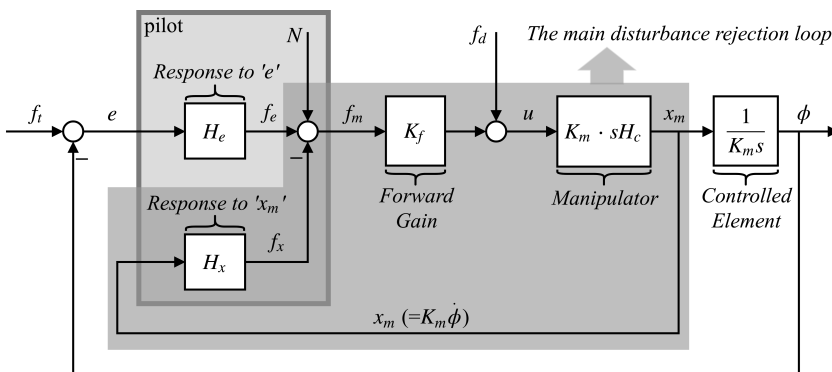 pilot
The main disturbance rejection loop
N
f_d
Response to 'e'
f_t
e
H_e
f_e
f_m
K_f
u
K_m · sH_c
x_m
1
K_m s
ϕ
−
−
Forward
Gain
Manipulator
Controlled
Element
Response to 'x_m'
H_x
f_x
x_m (=K_m ϕ̇)